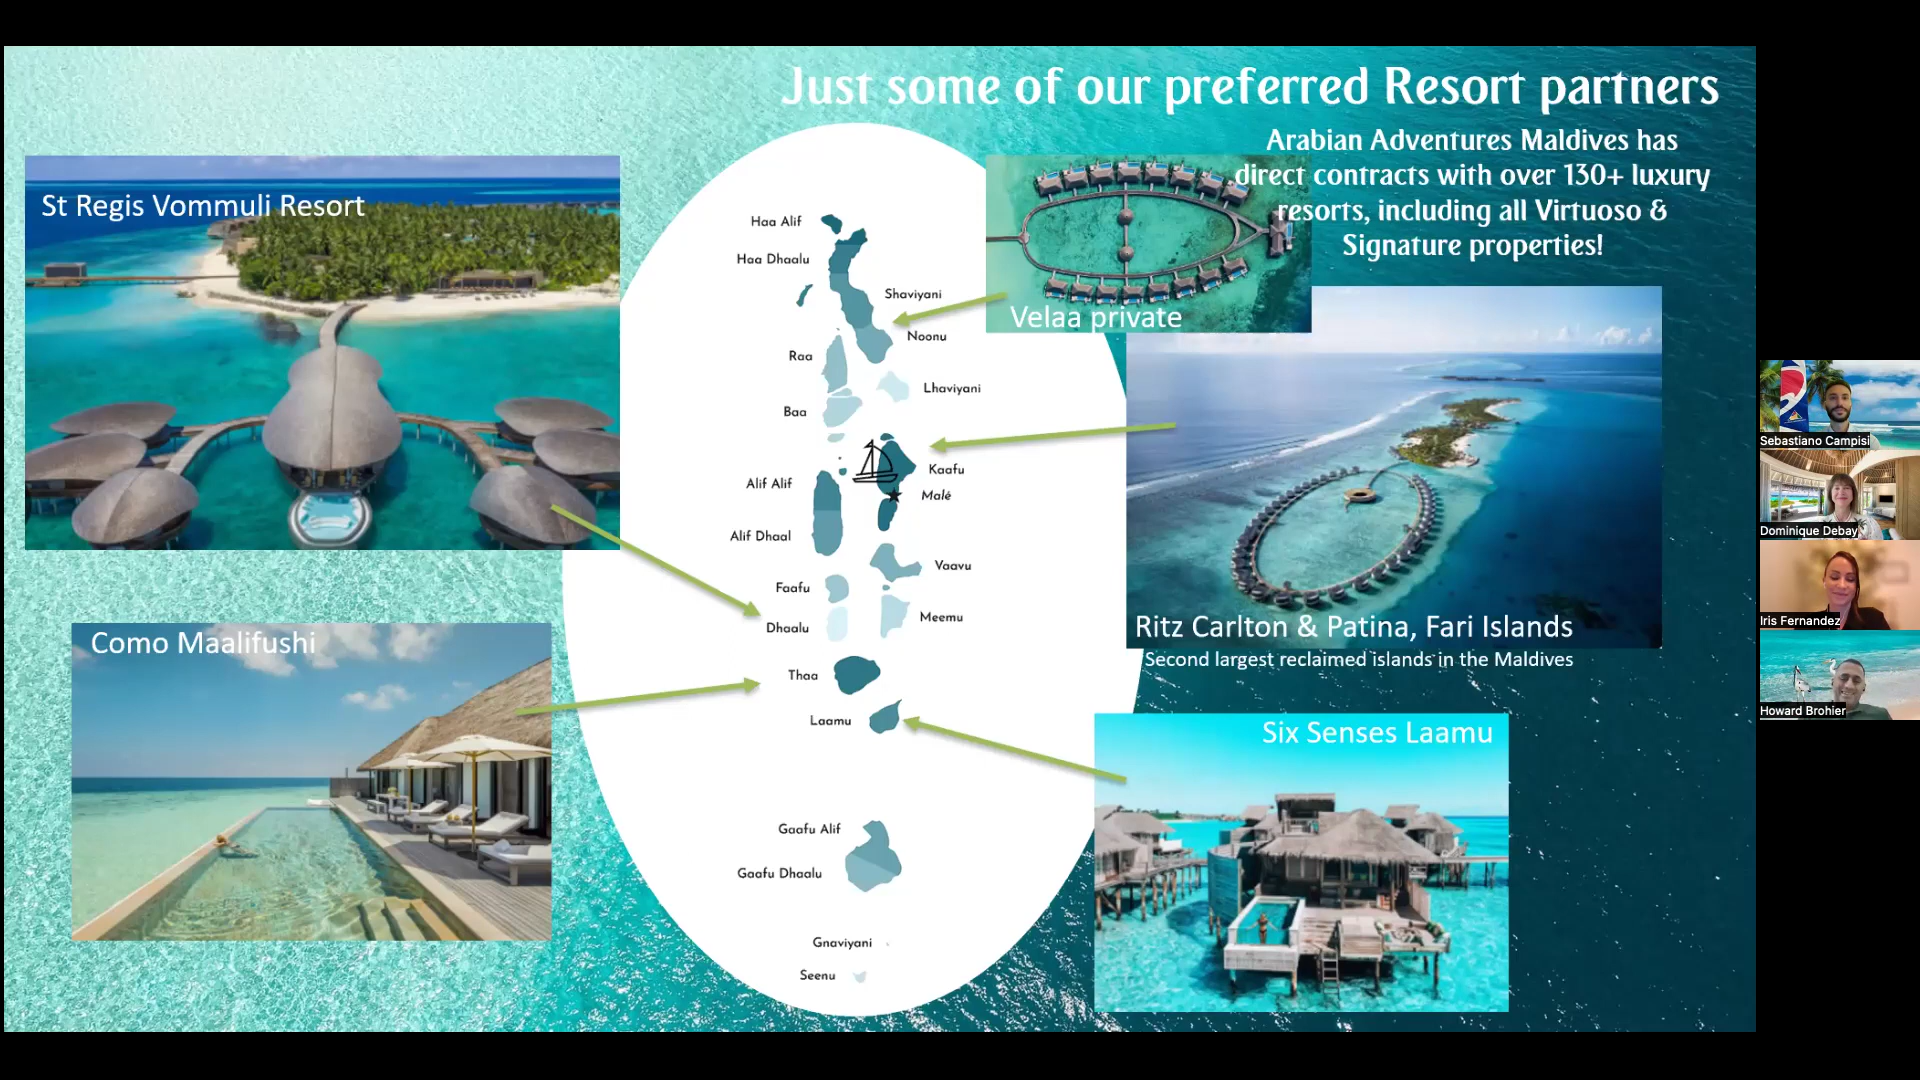 Just some of our preferred Resort partners
Arabian Adventures Maldives has
direct contracts with over 130+ luxury
resorts, including all Virtuoso &
Signature properties!
St Regis Vommuli Resort
Velaa private
Ritz Carlton & Patina, Fari Islands
Second largest reclaimed islands in the Maldives
Como Maalifushi
Six Senses Laamu
Haa Alif
Haa Dhaalu
Shaviyani
Noonu
Raa
Lhaviyani
Baa
Kaafu
Alif Alif
Malé
Alif Dhaal
Vaavu
Faafu
Meemu
Dhaalu
Thaa
Laamu
Gaafu Alif
Gaafu Dhaalu
Gnaviyani
Seenu
Sebastiano Campisi
Dominique Debay
Iris Fernandez
Howard Brohier